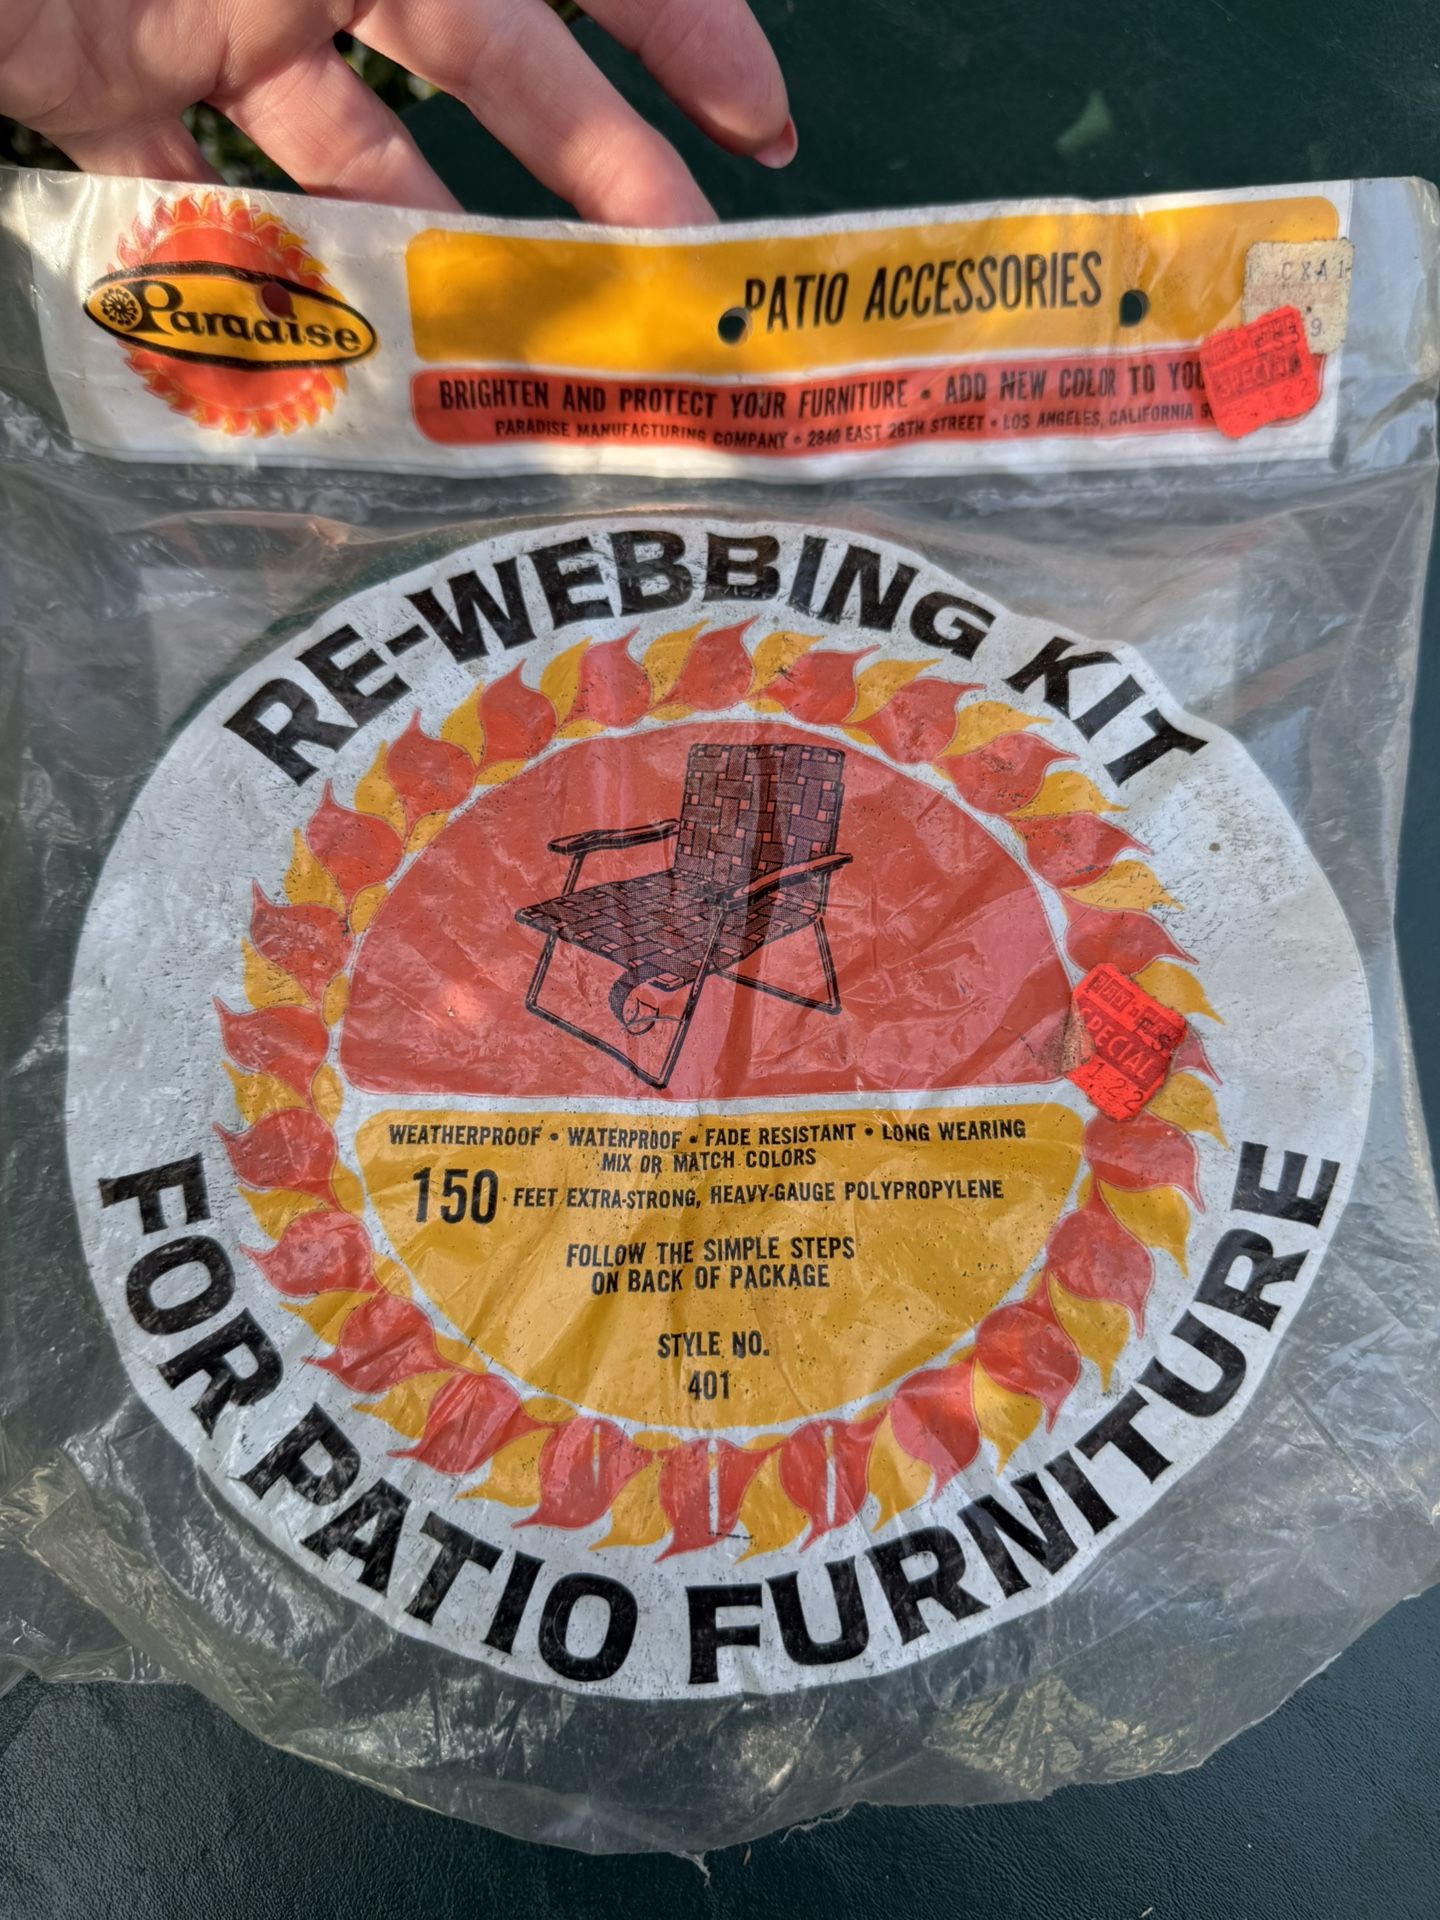 Paradise
PATIO ACCESSORIES
BRIGHTEN AND PROTECT YOUR FURNITURE • ADD NEW COLOR TO
PARADISE MANUFACTURING COMPANY • 2840 EAST 26TH STREET • LOS ANGELES, CALIFORNIA
CXA1
9
SPECIAL
RE-WEBBING KIT
SPECIAL
WEATHERPROOF • WATERPROOF • FADE RESISTANT • LONG WEARING
MIX OR MATCH COLORS
150 FEET EXTRA-STRONG, HEAVY-GAUGE POLYPROPYLENE
FOLLOW THE SIMPLE STEPS
ON BACK OF PACKAGE
STYLE NO.
401
FOR PATIO FURNITURE